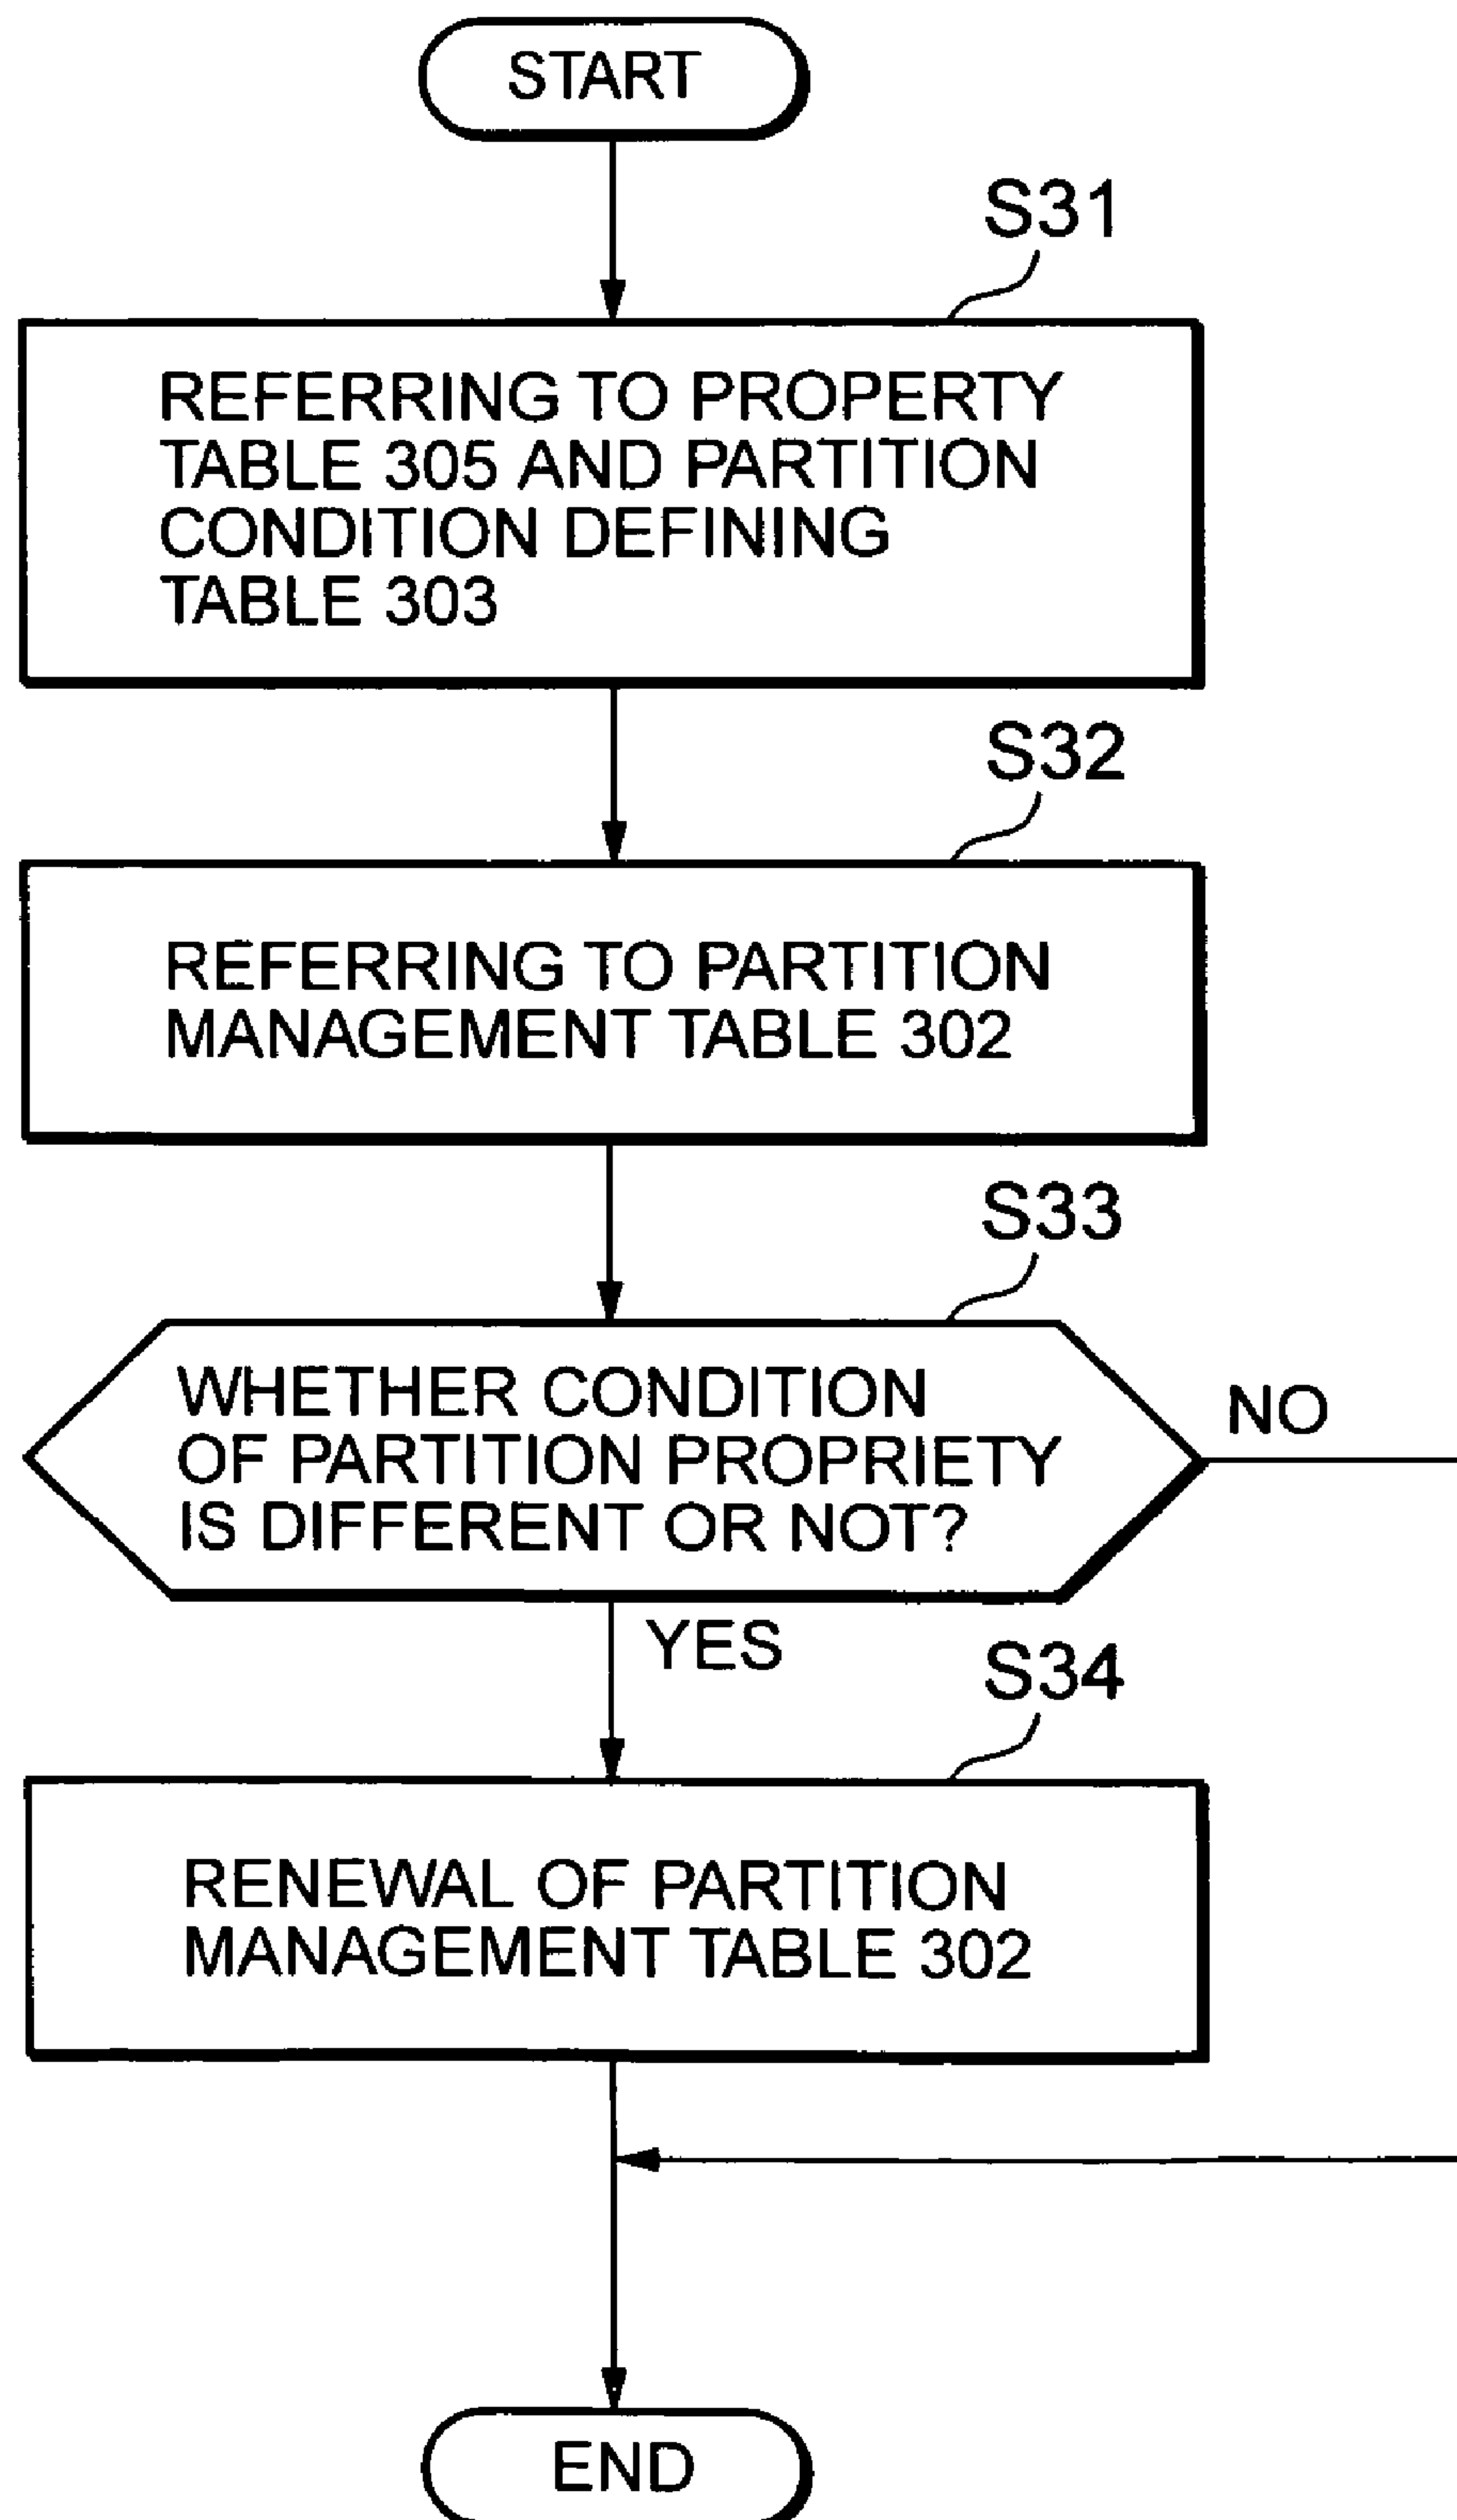 START
S31
REFERRING TO PROPERTY
TABLE 305 AND PARTITION
CONDITION DEFINING
TABLE 303
S32
REFERRING TO PARTITION
MANAGEMENT TABLE 302
S33
WHETHER CONDITION
OF PARTITION PROPRIETY
IS DIFFERENT OR NOT?
NO
YES
S34
RENEWAL OF PARTITION
MANAGEMENT TABLE 302
END